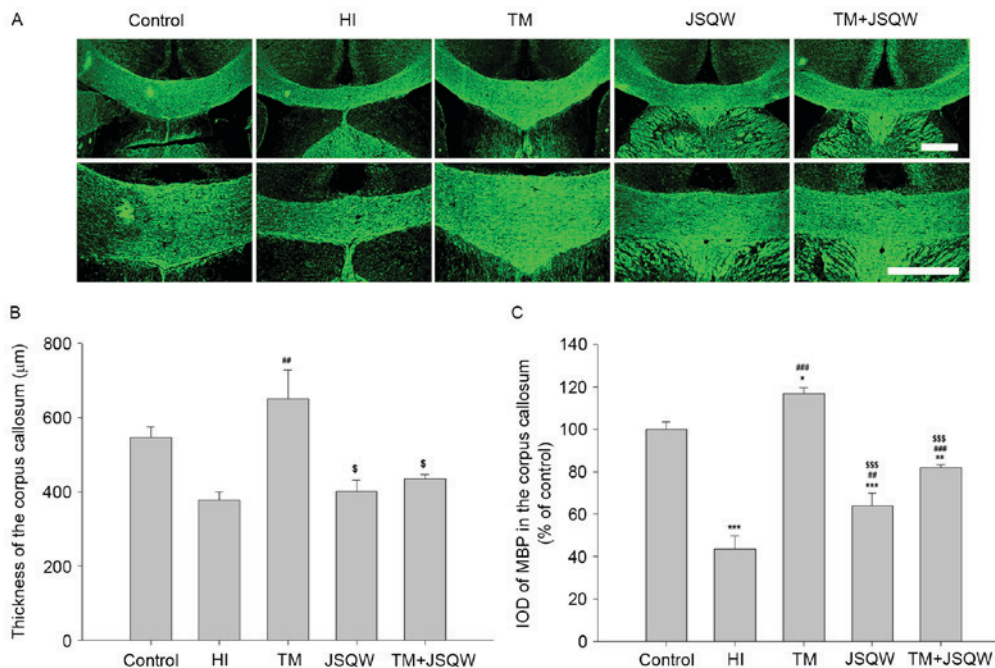 A
Control HI TM JSQW TM+JSQW
B
Thickness of the corpus callosum (μm)
800
600
400
200
0
##
$ $
Control HI TM JSQW TM+JSQW
C
IOD of MBP in the corpus callosum
(% of control)
140
120
100
80
60
40
20
0
***
###
*
$$$
##
***
$$$
###
**
Control HI TM JSQW TM+JSQW